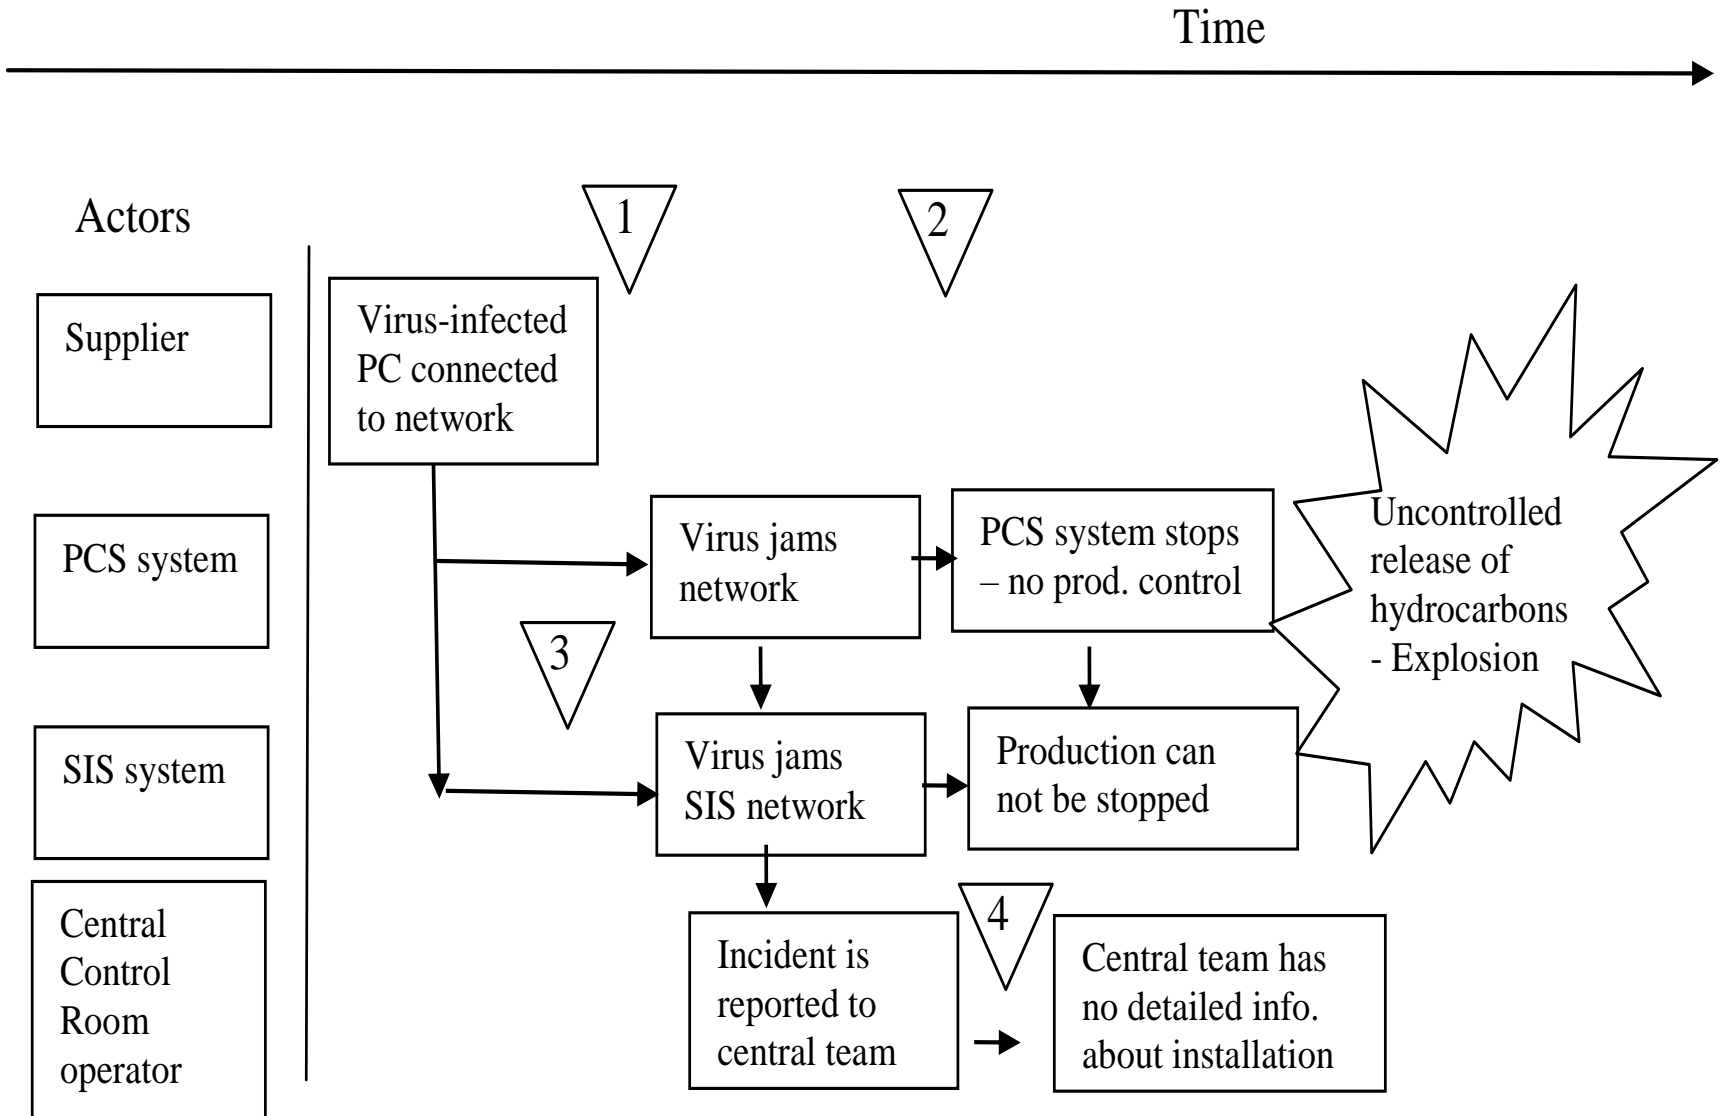 Time
Actors
1
2
Supplier
Virus-infected
PC connected
to network
PCS system
Virus jams
network
PCS system stops
– no prod. control
Uncontrolled
release of
hydrocarbons
- Explosion
3
SIS system
Virus jams
SIS network
Production can
not be stopped
Central
Control
Room
operator
Incident is
reported to
central team
4
Central team has
no detailed info.
about installation